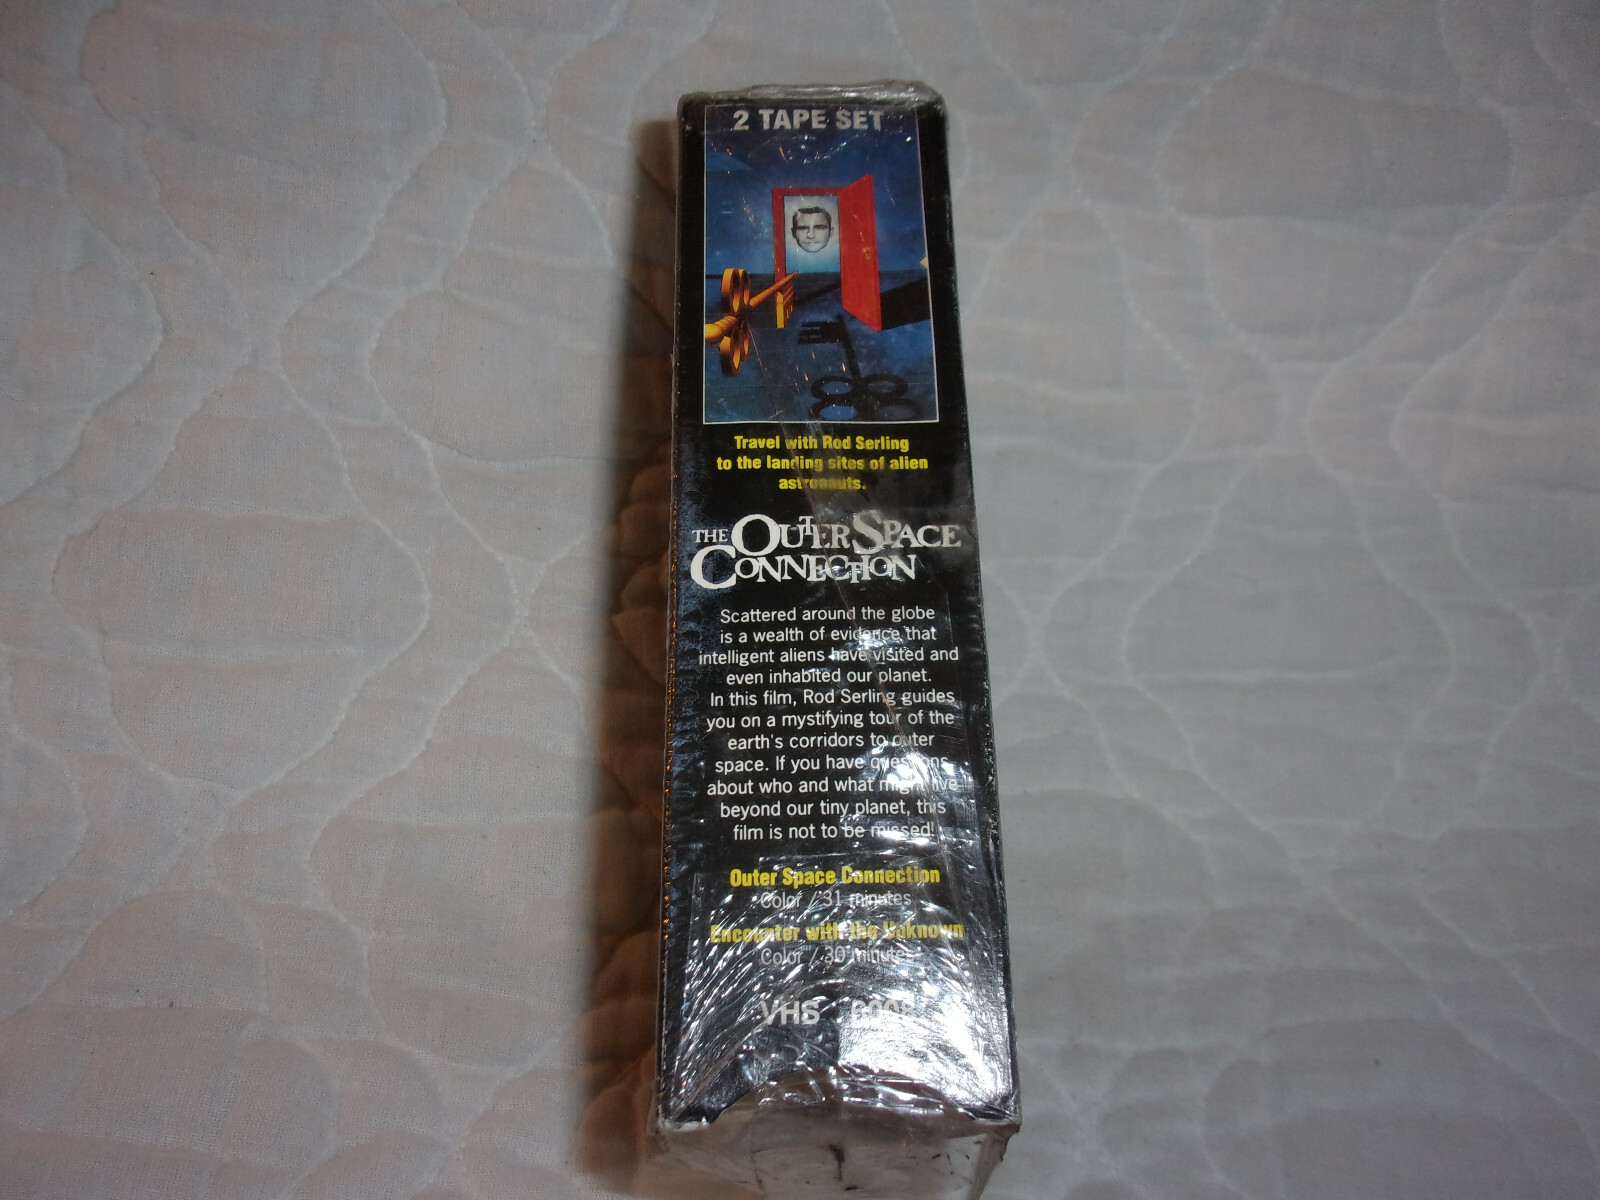 2 TAPE SET
Travel with Rod Serling
to the landing sites of alien
astronauts.
THE OUTER SPACE
CONNECTION
Scattered around the globe
is a wealth of evidence that
intelligent aliens have visited and
even inhabited our planet.
In this film, Rod Serling guides
you on a mystifying tour of the
earth's corridors to outer
space. If you have questions
about who and what might live
beyond our tiny planet, this
film is not to be missed!
Outer Space Connection
Color / 31 minutes
Encounter with the Unknown
Color / 30 minutes
VHS